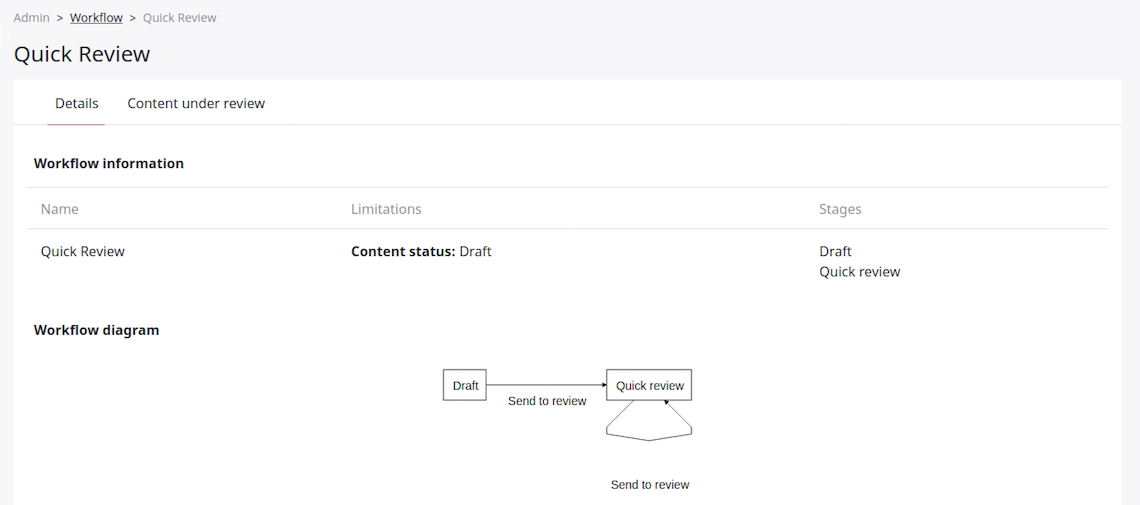 Admin > Workflow > Quick Review
Quick Review
Details Content under review
Workflow information
Name Limitations Stages
Quick Review Content status: Draft Draft
Quick review
Workflow diagram
Draft Quick review
Send to review
Send to review